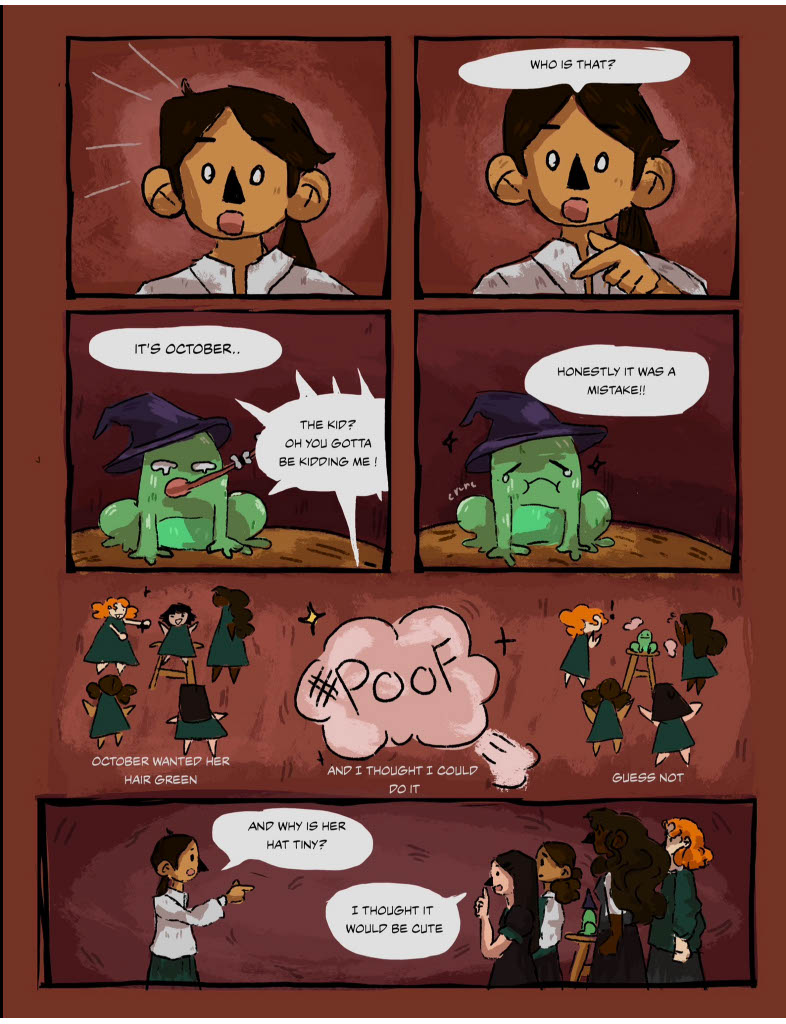 WHO IS THAT?
IT'S OCTOBER..
THE KID?
OH YOU GOTTA
BE KIDDING ME !
HONESTLY IT WAS A
MISTAKE!!
#POOF
OCTOBER WANTED HER
HAIR GREEN
AND I THOUGHT I COULD
DO IT
GUESS NOT
AND WHY IS HER
HAT TINY?
I THOUGHT IT
WOULD BE CUTE